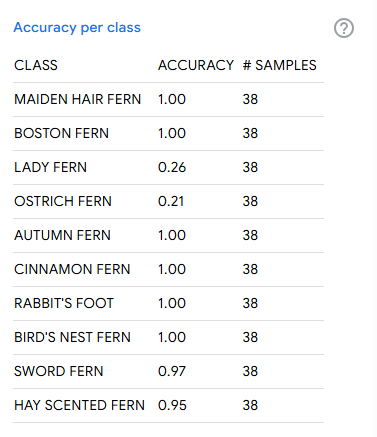 Accuracy per class
?
CLASS ACCURACY # SAMPLES
MAIDEN HAIR FERN 1.00 38
BOSTON FERN 1.00 38
LADY FERN 0.26 38
OSTRICH FERN 0.21 38
AUTUMN FERN 1.00 38
CINNAMON FERN 1.00 38
RABBIT'S FOOT 1.00 38
BIRD'S NEST FERN 1.00 38
SWORD FERN 0.97 38
HAY SCENTED FERN 0.95 38